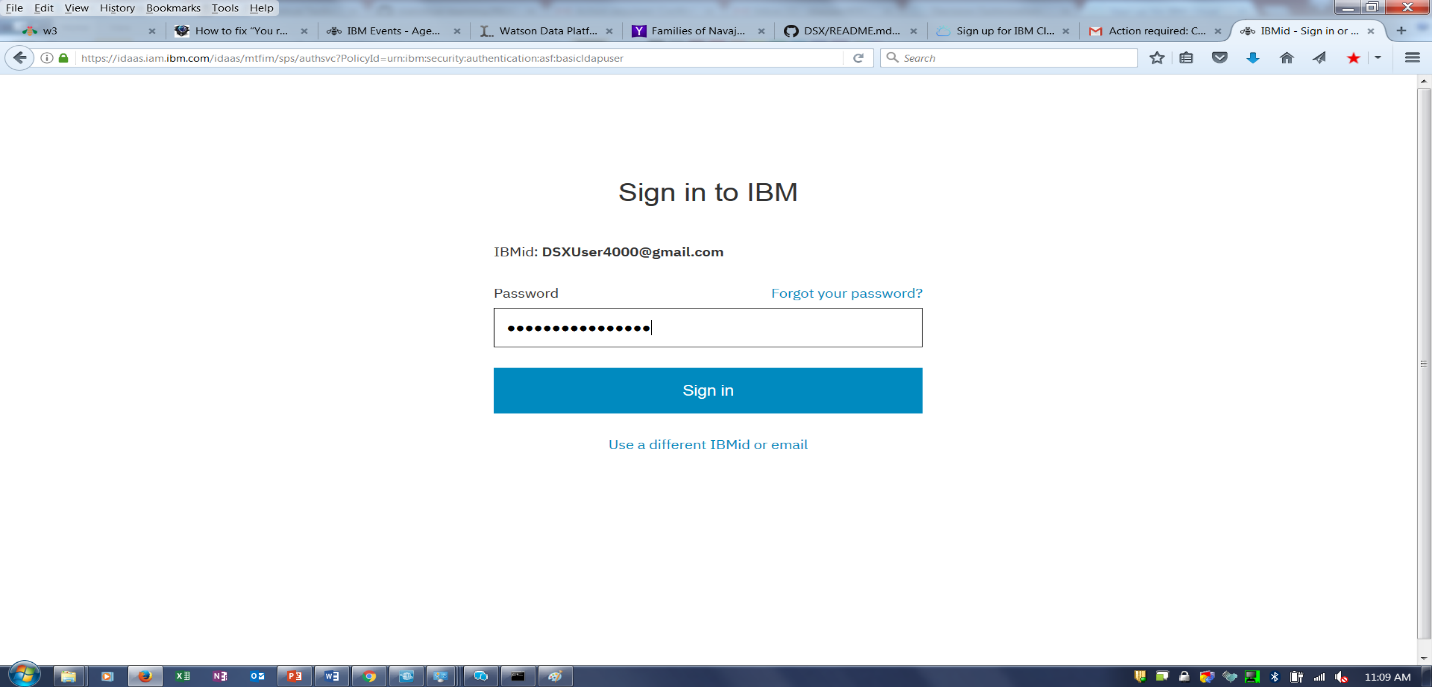 File Edit View History Bookmarks Tools Help
w3
How to fix "You r...
IBM Events - Age...
Watson Data Platf...
Families of Navaj...
DSX/README.md...
Sign up for IBM Cl...
Action required: C...
IBMid - Sign in or ...
https://idaas.iam.ibm.com/idaas/mtfim/sps/authsvc?PolicyId=urn:ibm:security:authentication:asf:basicldapuser
Search
Sign in to IBM
IBMid: DSXUser4000@gmail.com
Password Forgot your password?
Sign in
Use a different IBMid or email
11:09 AM